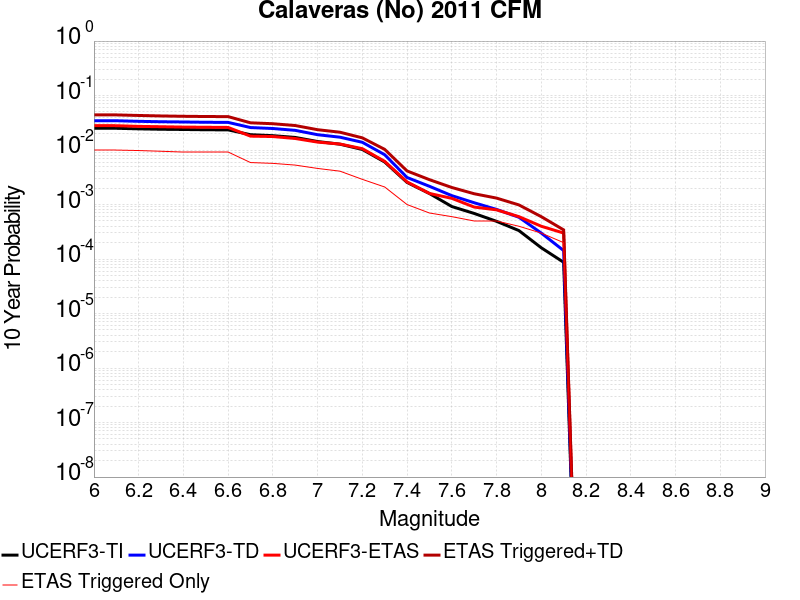 Calaveras (No) 2011 CFM
10^0
10^-1
10^-2
10^-3
10^-4
10^-5
10^-6
10^-7
10^-8
10 Year Probability
6 6.2 6.4 6.6 6.8 7 7.2 7.4 7.6 7.8 8 8.2 8.4 8.6 8.8 9
Magnitude
UCERF3-TI UCERF3-TD UCERF3-ETAS ETAS Triggered+TD
ETAS Triggered Only